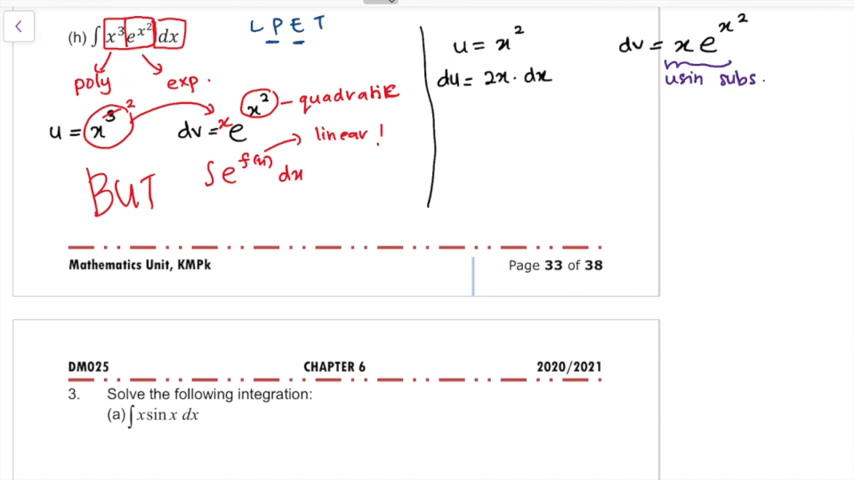 (h) ∫ x³ e^{x²} dx
L P E T
poly
exp.
u = x³ ²
dv = x e^{x²} – quadratic
linear !
BUT
∫ e^{f(x)} dx
u = x²
du = 2x · dx
dv = x e^{x²}
usin subs.
Mathematics Unit, KMPk
Page 33 of 38
DM025
CHAPTER 6
2020/2021
3. Solve the following integration:
(a) ∫ x sin x dx